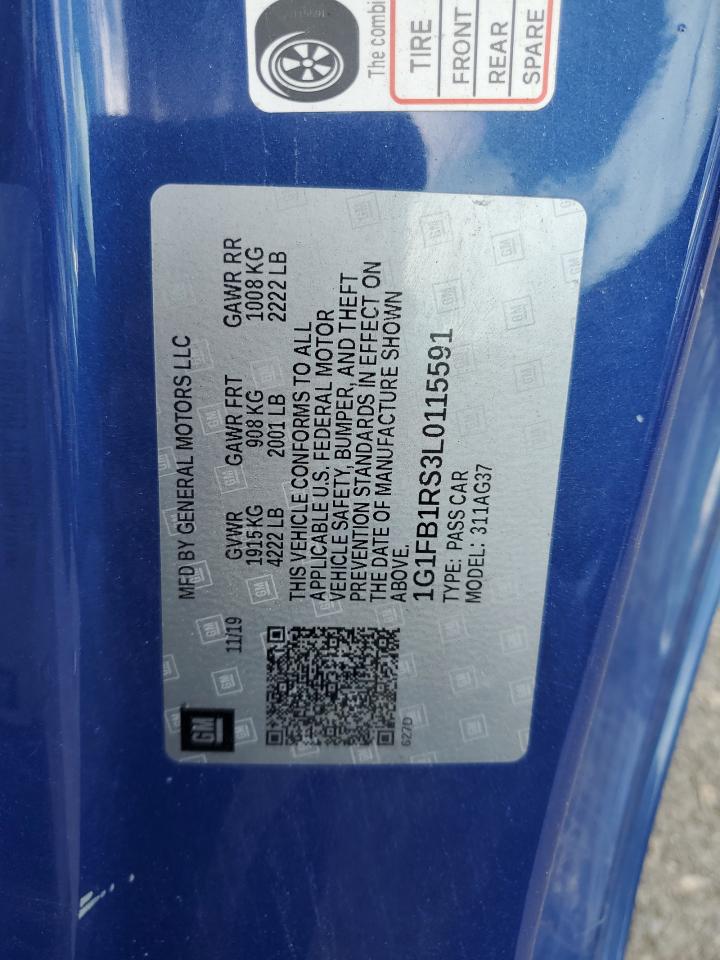 The combi
TIRE
FRONT
REAR
SPARE
MFD BY GENERAL MOTORS LLC
11/19
GVWR GAWR FRT GAWR RR
1915 KG 908 KG 1008 KG
4222 LB 2001 LB 2222 LB
THIS VEHICLE CONFORMS TO ALL
APPLICABLE U.S. FEDERAL MOTOR
VEHICLE SAFETY, BUMPER, AND THEFT
PREVENTION STANDARDS IN EFFECT ON
THE DATE OF MANUFACTURE SHOWN
ABOVE.
1G1FB1RS3L0115591
TYPE: PASS CAR
MODEL: 311AG37
GM
627D